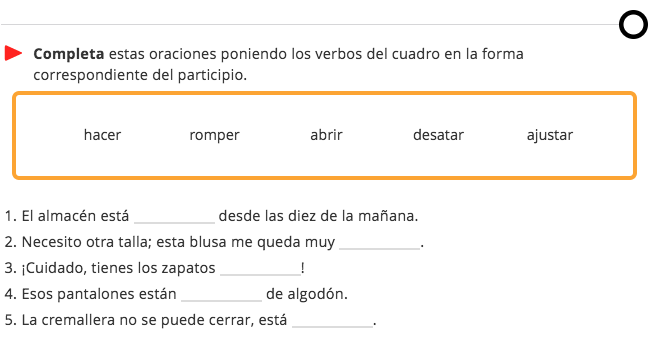 Completa estas oraciones poniendo los verbos del cuadro en la forma
correspondiente del participio.
hacer romper abrir desatar ajustar
1. El almacén está __________ desde las diez de la mañana.
2. Necesito otra talla; esta blusa me queda muy __________.
3. ¡Cuidado, tienes los zapatos __________!
4. Esos pantalones están __________ de algodón.
5. La cremallera no se puede cerrar, está __________.